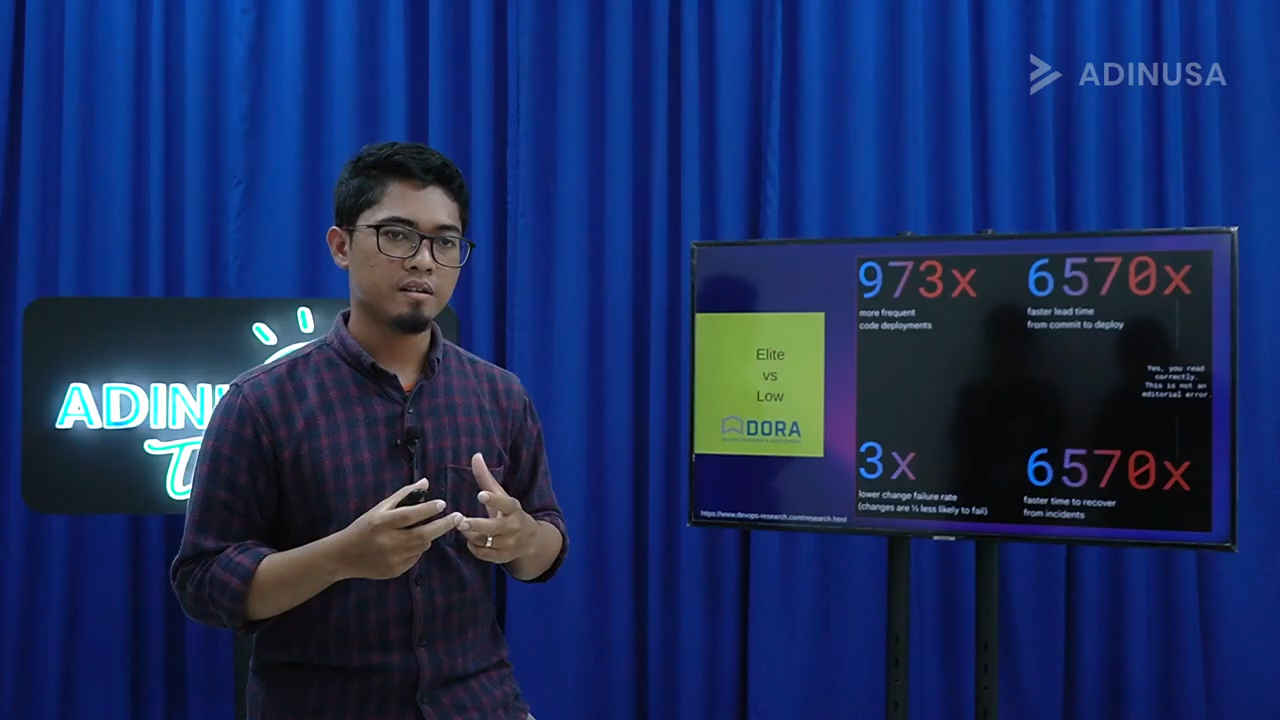 ADINUSA
ADINU
T
973x
more frequent
code deployments
6570x
faster lead time
from commit to deploy
Yes, you read
correctly.
This is not an
editorial error.
Elite
vs
Low
DORA
3x
lower change failure rate
(changes are ⅓ less likely to fail)
6570x
faster time to recover
from incidents
https://www.devops-research.com/research.html